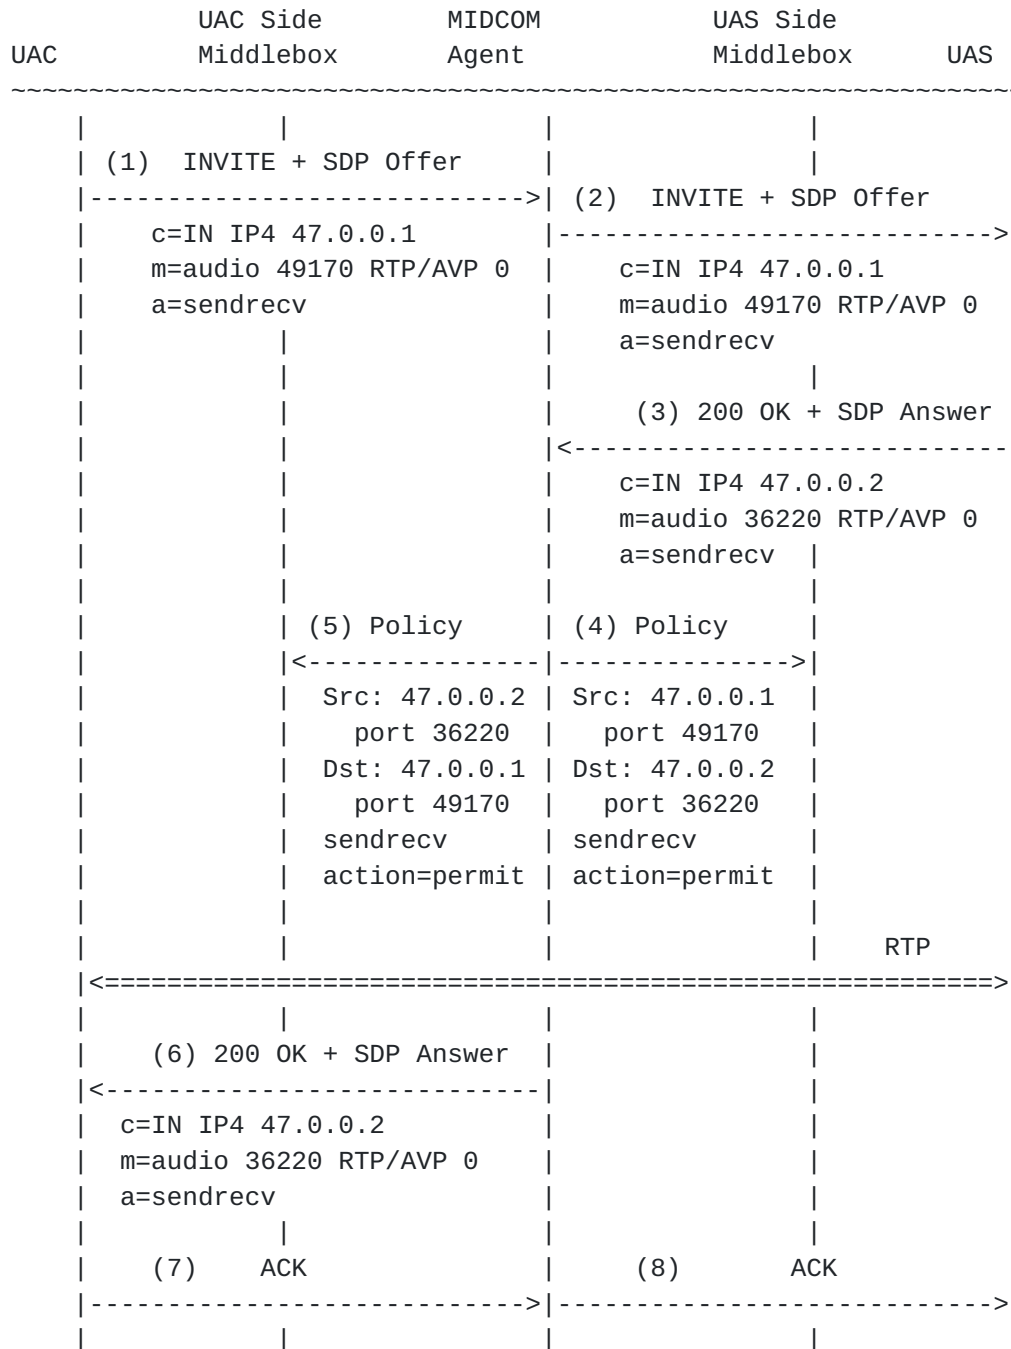 UAC Side        MIDCOM           UAS Side
UAC         Middlebox       Agent            Middlebox      UAS
~~~~~~~~~~~~~~~~~~~~~~~~~~~~~~~~~~~~~~~~~~~~~~~~~~~~~~~~~~~~~~~~
    |            |                |                |
    | (1)  INVITE + SDP Offer     |                |
    |---------------------------->| (2)  INVITE + SDP Offer
    |    c=IN IP4 47.0.0.1        |---------------------------->
    |    m=audio 49170 RTP/AVP 0  |    c=IN IP4 47.0.0.1
    |    a=sendrecv               |    m=audio 49170 RTP/AVP 0
    |            |                |    a=sendrecv
    |            |                |                |
    |            |                |     (3) 200 OK + SDP Answer
    |            |                |<----------------------------
    |            |                |    c=IN IP4 47.0.0.2
    |            |                |    m=audio 36220 RTP/AVP 0
    |            |                |    a=sendrecv  |
    |            |                |                |
    |            | (5) Policy     | (4) Policy     |
    |            |<---------------|--------------->|
    |            |  Src: 47.0.0.2 | Src: 47.0.0.1  |
    |            |    port 36220  |   port 49170   |
    |            |  Dst: 47.0.0.1 | Dst: 47.0.0.2  |
    |            |    port 49170  |   port 36220   |
    |            |  sendrecv      | sendrecv       |
    |            |  action=permit | action=permit  |
    |            |                |                |
    |            |                |                |    RTP
    |<=========================================================>
    |            |                |                |
    |    (6) 200 OK + SDP Answer  |                |
    |<----------------------------|                |
    |  c=IN IP4 47.0.0.2          |                |
    |  m=audio 36220 RTP/AVP 0    |                |
    |  a=sendrecv                 |                |
    |            |                |                |
    |    (7)    ACK               |     (8)       ACK
    |---------------------------->|---------------------------->
    |            |                |                |